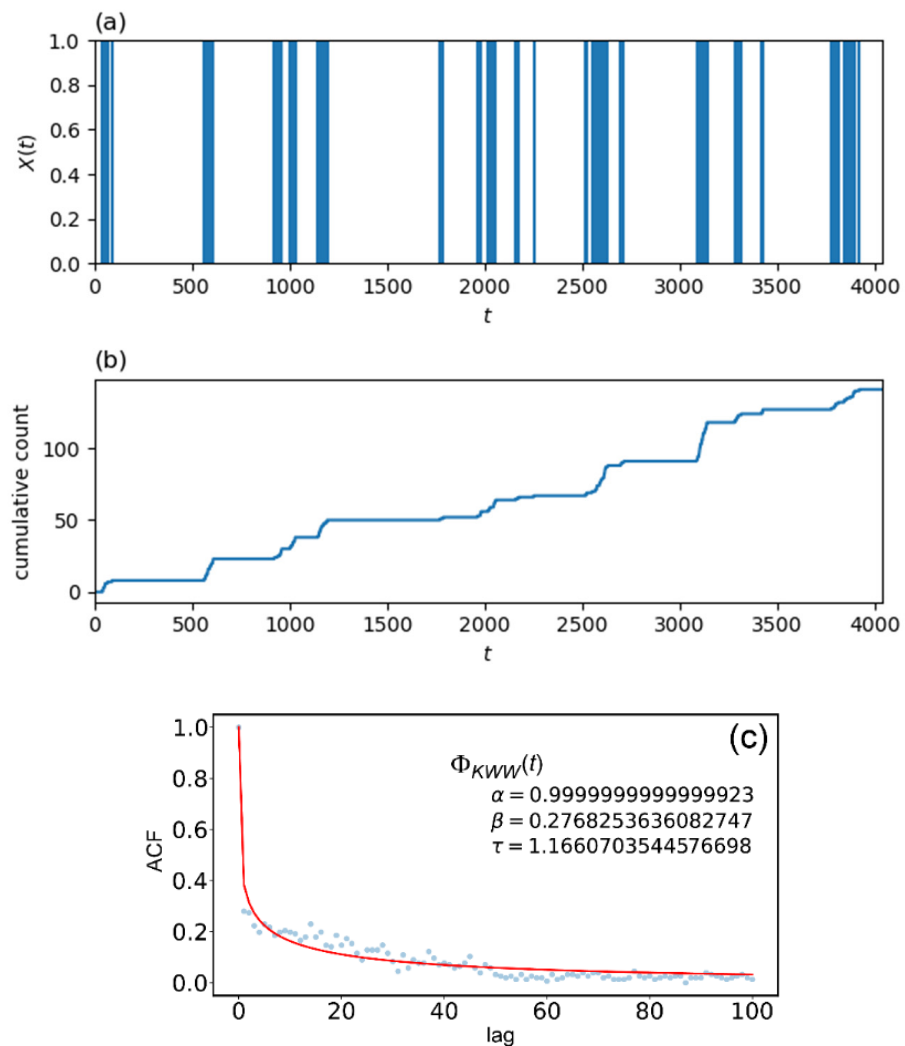 (a)
1.0
0.8
0.6
0.4
0.2
0.0
X(t)
0 500 1000 1500 2000 2500 3000 3500 4000
t
(b)
100
50
0
cumulative count
0 500 1000 1500 2000 2500 3000 3500 4000
t
(c)
1.0
0.8
0.6
0.4
0.2
0.0
ACF
Φ_KWW(t)
α = 0.9999999999999923
β = 0.2768253636082747
τ = 1.1660703544576698
0 20 40 60 80 100
lag